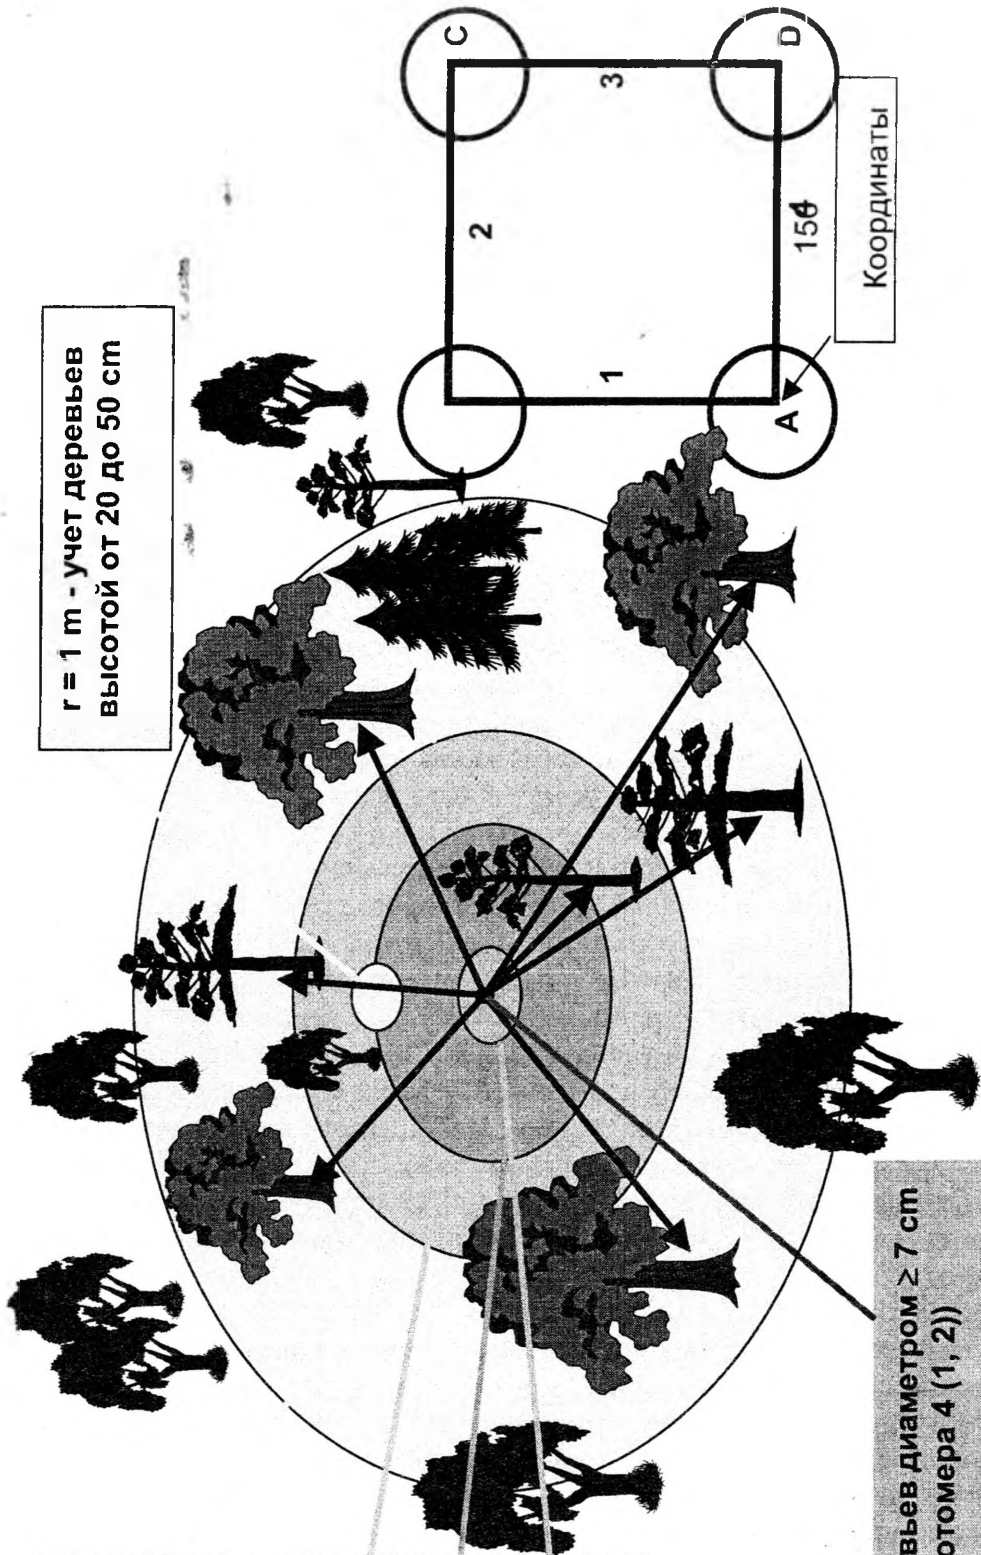 r = 1 m - учет деревьев
высотой от 20 до 50 cm
C
2
3
1
D
A
Координаты
вьев диаметром ≥ 7 cm
отомера 4 (1, 2))